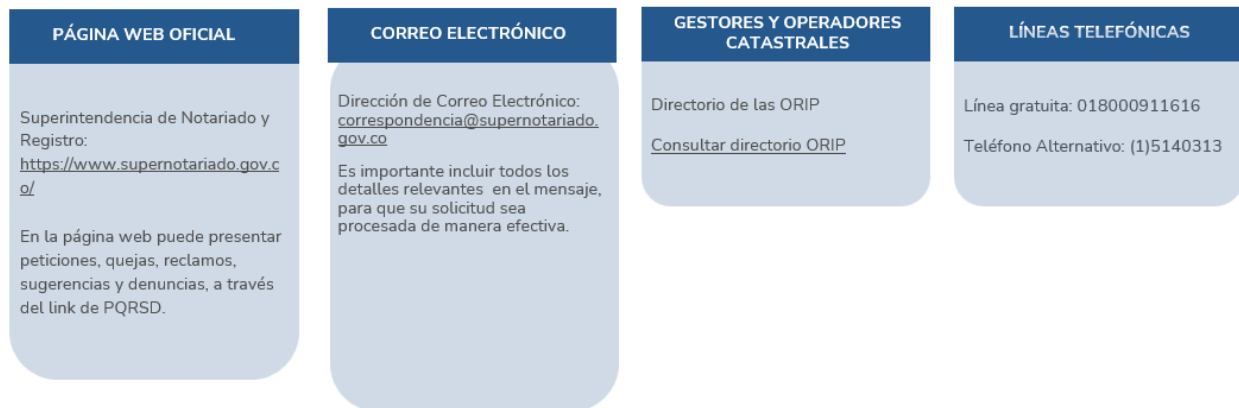 PÁGINA WEB OFICIAL
Superintendencia de Notariado y
Registro:
https://www.supernotariado.gov.c
o/
En la página web puede presentar
peticiones, quejas, reclamos,
sugerencias y denuncias, a través
del link de PQRSD.
CORREO ELECTRÓNICO
Dirección de Correo Electrónico:
correspondencia@supernotariado.
gov.co
Es importante incluir todos los
detalles relevantes en el mensaje,
para que su solicitud sea
procesada de manera efectiva.
GESTORES Y OPERADORES
CATASTRALES
Directorio de las ORIP
Consultar directorio ORIP
LÍNEAS TELEFÓNICAS
Línea gratuita: 018000911616
Teléfono Alternativo: (1)5140313